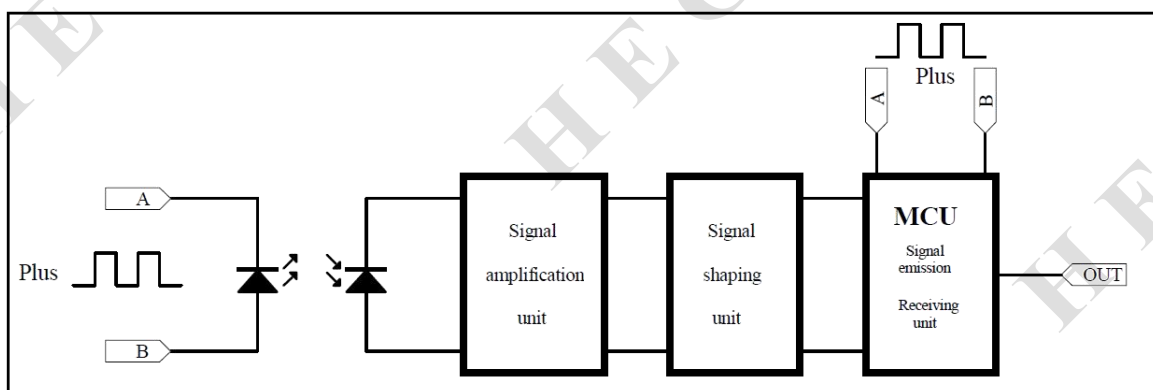 Plus
A
B
A
Plus
B
Signal
amplification
unit
Signal
shaping
unit
MCU
Signal
emission
Receiving
unit
OUT
H E
H E C
H E